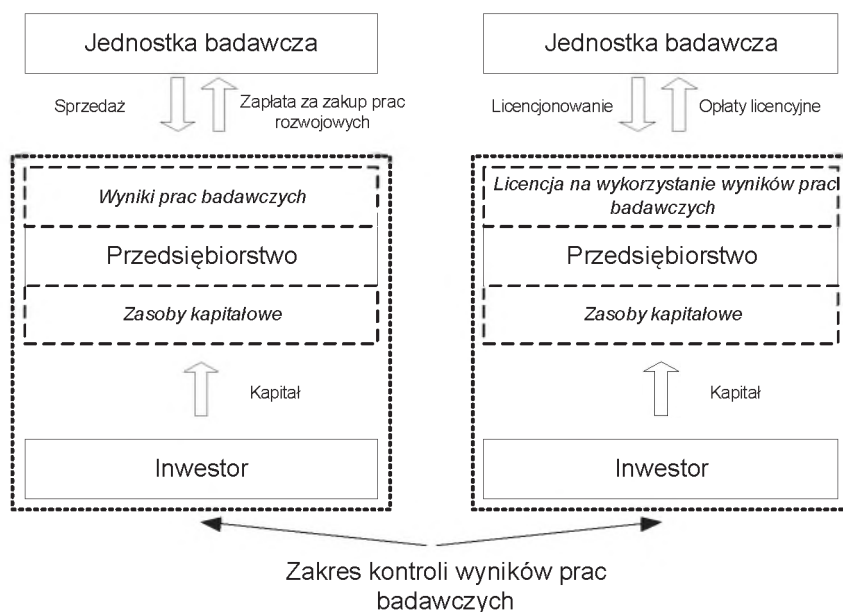 Jednostka badawcza
Sprzedaż
Zapłata za zakup prac
rozwojowych
Wyniki prac badawczych
Przedsiębiorstwo
Zasoby kapitałowe
Kapitał
Inwestor
Jednostka badawcza
Licencjonowanie
Opłaty licencyjne
Licencja na wykorzystanie wyników prac
badawczych
Przedsiębiorstwo
Zasoby kapitałowe
Kapitał
Inwestor
Zakres kontroli wyników prac
badawczych